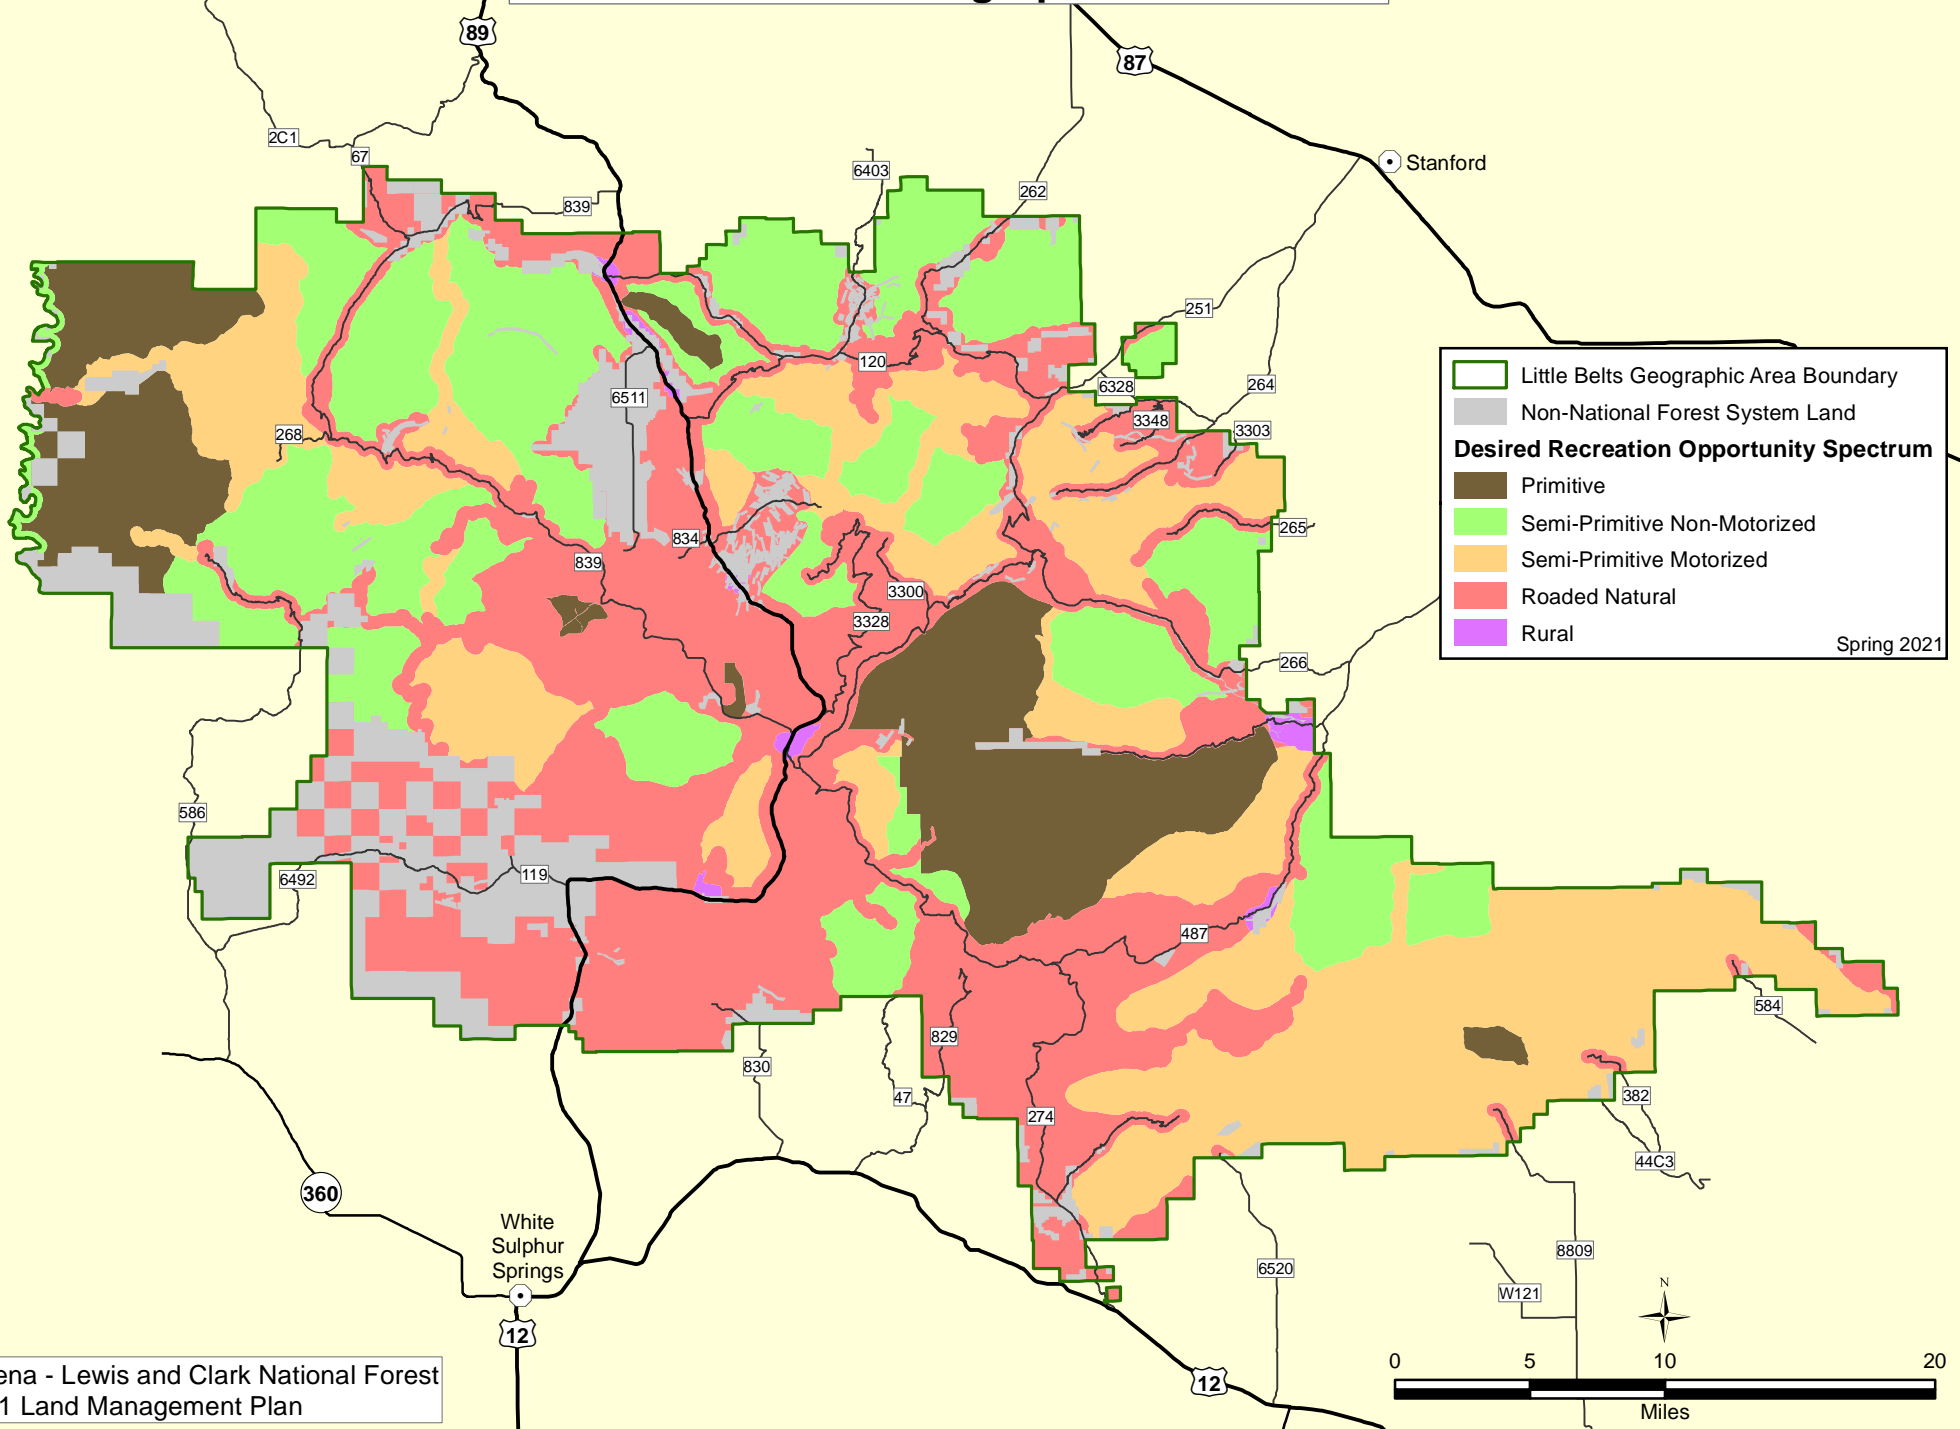 89
87
2C1
67
6403
Stanford
839
262
251
120
6328
264
6511
268
3348
3303
265
834
839
3300
3328
266
586
6492
119
487
829
830
47
274
584
382
44C3
360
White
Sulphur
Springs
8809
6520
W121
12
12
Little Belts Geographic Area Boundary
Non-National Forest System Land
Desired Recreation Opportunity Spectrum
Primitive
Semi-Primitive Non-Motorized
Semi-Primitive Motorized
Roaded Natural
Rural
Spring 2021
N
0 5 10 20
Miles
ena - Lewis and Clark National Forest
1 Land Management Plan